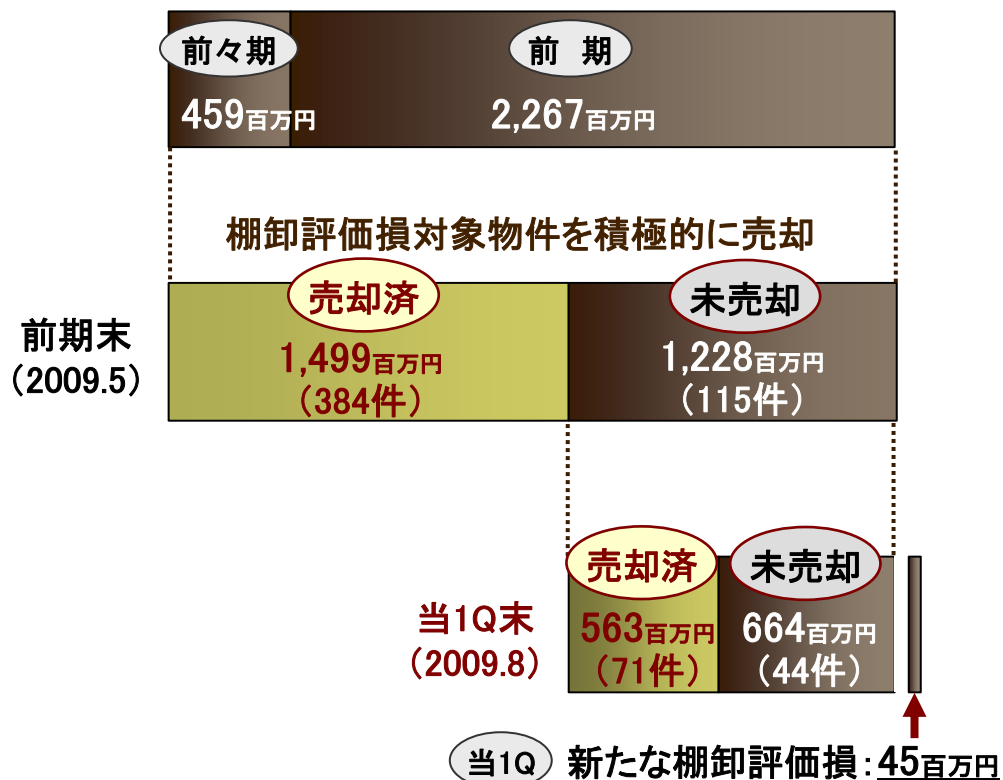 前々期
前 期
459百万円
2,267百万円
棚卸評価損対象物件を積極的に売却
売却済
未売却
前期末
(2009.5)
1,499百万円
(384件)
1,228百万円
(115件)
売却済
未売却
当1Q末
(2009.8)
563百万円
(71件)
664百万円
(44件)
当1Q 新たな棚卸評価損:45百万円